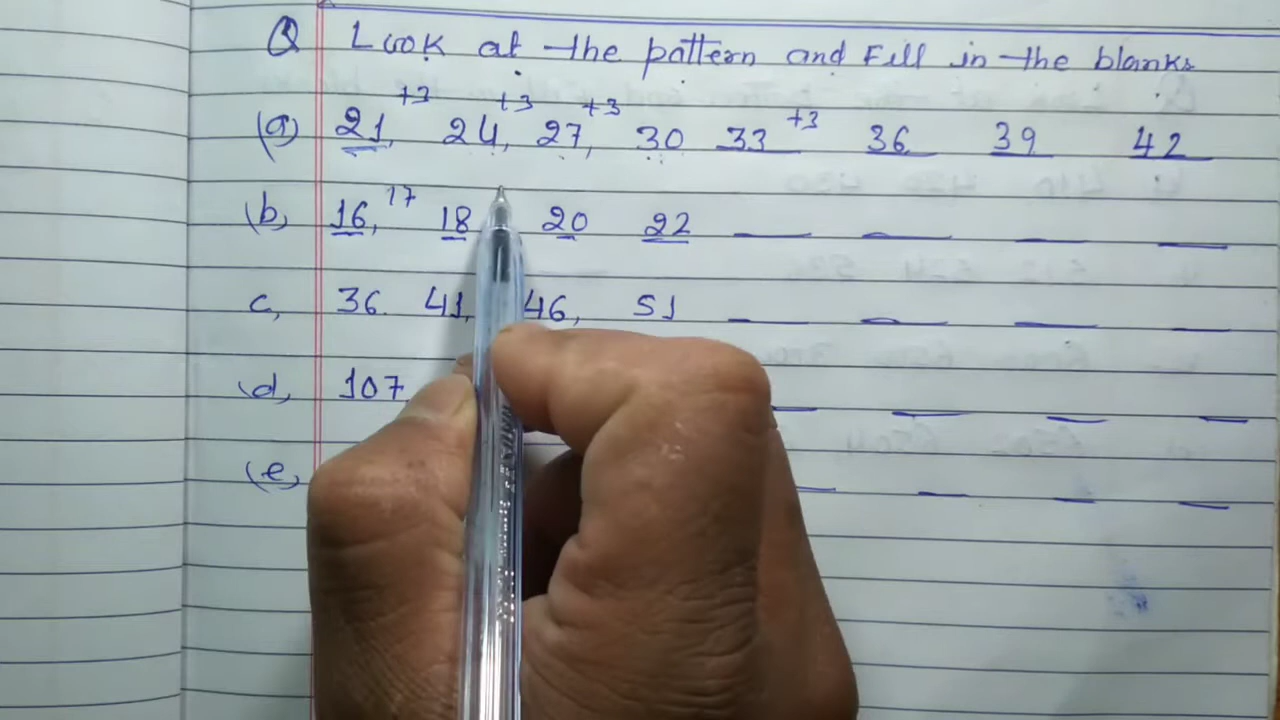 Q Look at the pattern and Fill in the blanks
+3 +3 +3 +3
(a) 21, 24, 27, 30 33 36 39 42
17
(b) 16, 18 20 22
c, 36. 41, 46, 51
d, 107
(e,